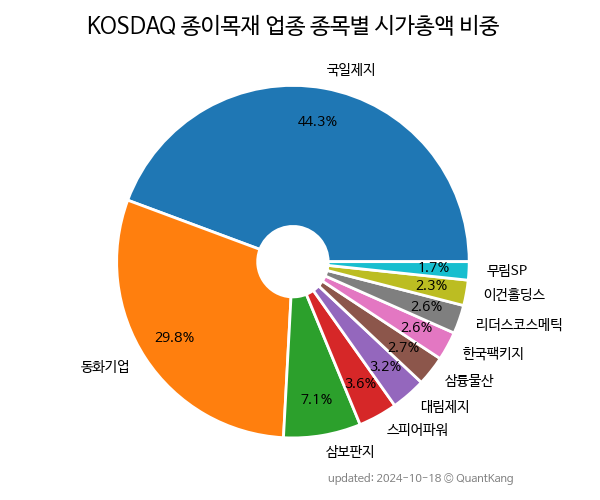 KOSDAQ 종이목재 업종 종목별 시가총액 비중
국일제지
44.3%
무림SP
1.7%
이건홀딩스
2.3%
리더스코스메틱
2.6%
한국팩키지
2.6%
삼륭물산
2.7%
대림제지
3.2%
스피어파워
3.6%
삼보판지
7.1%
동화기업
29.8%
updated: 2024-10-18 © QuantKang